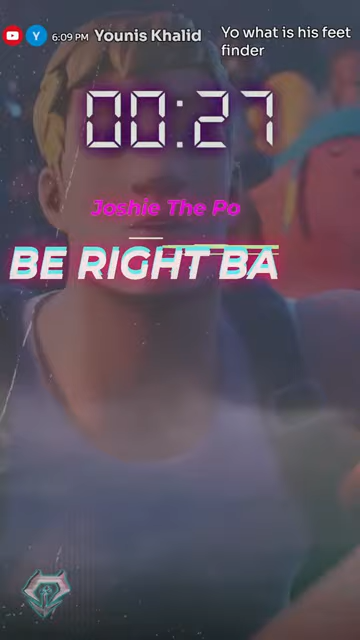 Y 6:09 PM Younis Khalid Yo what is his feet
finder
00:27
Joshie The Po
BE RIGHT BA